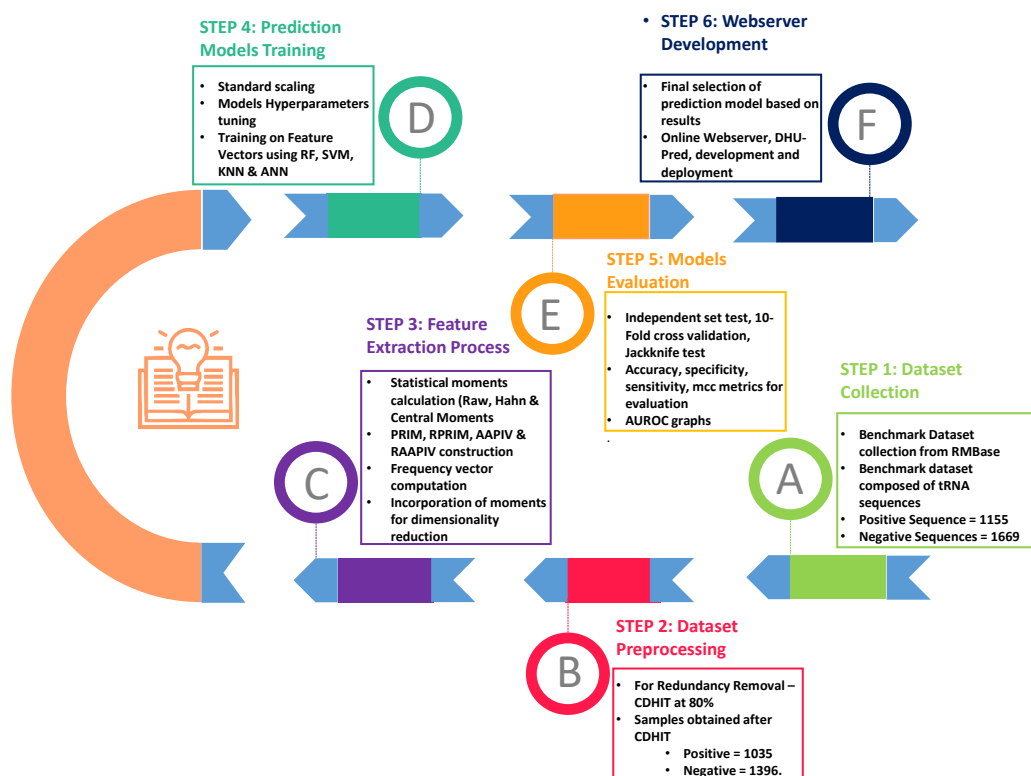 STEP 4: Prediction
Models Training
• Standard scaling
• Models Hyperparameters
tuning
• Training on Feature
Vectors using RF, SVM,
KNN & ANN
D
• STEP 6: Webserver
Development
• Final selection of
prediction model based on
results
• Online Webserver, DHU-
Pred, development and
deployment
F
STEP 5: Models
Evaluation
E
• Independent set test, 10-
Fold cross validation,
Jackknife test
• Accuracy, specificity,
sensitivity, mcc metrics for
evaluation
• AUROC graphs
.
STEP 3: Feature
Extraction Process
C
• Statistical moments
calculation (Raw, Hahn &
Central Moments
• PRIM, RPRIM, AAPIV &
RAAPIV construction
• Frequency vector
computation
• Incorporation of moments
for dimensionality
reduction
STEP 1: Dataset
Collection
A
• Benchmark Dataset
collection from RMBase
• Benchmark dataset
composed of tRNA
sequences
• Positive Sequence = 1155
• Negative Sequences = 1669
STEP 2: Dataset
Preprocessing
B
• For Redundancy Removal –
CDHIT at 80%
• Samples obtained after
CDHIT
• Positive = 1035
• Negative = 1396.